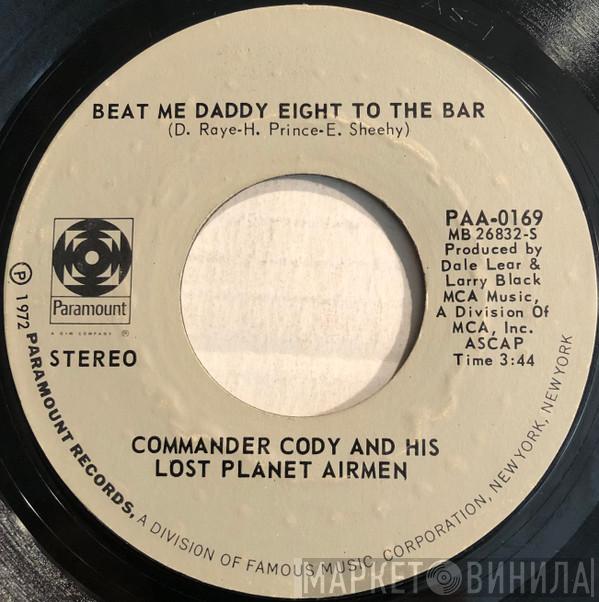 BEAT ME DADDY EIGHT TO THE BAR
(D. Raye-H. Prince-E. Sheehy)
Paramount
A G+W COMPANY
®
STEREO
PAA-0169
MB 26832-S
Produced by
Dale Lear &
Larry Black
MCA Music,
A Division Of
MCA, Inc.
ASCAP
Time 3:44
COMMANDER CODY AND HIS
LOST PLANET AIRMEN
Ⓟ 1972 PARAMOUNT RECORDS, A DIVISION OF FAMOUS MUSIC CORPORATION, NEW YORK, NEW YORK
МАРКЕТ ВИНИЛА